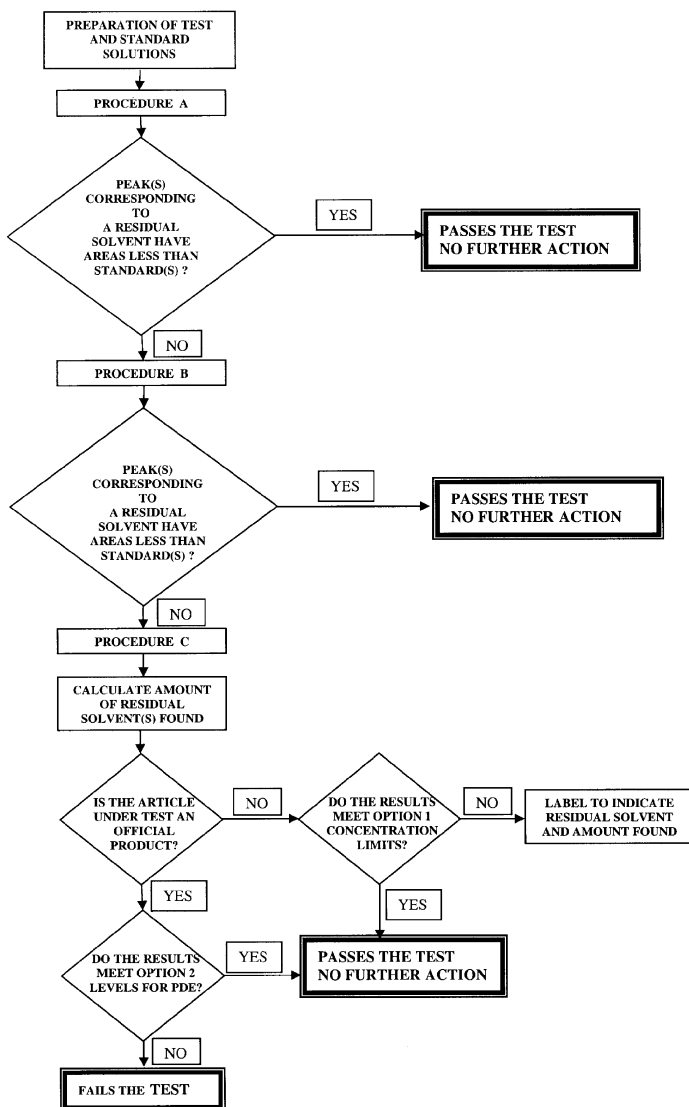 PREPARATION OF TEST
AND STANDARD
SOLUTIONS
PROCEDURE A
PEAK(S)
CORRESPONDING
TO
A RESIDUAL
SOLVENT HAVE
AREAS LESS THAN
STANDARD(S) ?
YES
PASSES THE TEST
NO FURTHER ACTION
NO
PROCEDURE B
PEAK(S)
CORRESPONDING
TO
A RESIDUAL
SOLVENT HAVE
AREAS LESS THAN
STANDARD(S) ?
YES
PASSES THE TEST
NO FURTHER ACTION
NO
PROCEDURE C
CALCULATE AMOUNT
OF RESIDUAL
SOLVENT(S) FOUND
IS THE ARTICLE
UNDER TEST AN
OFFICIAL
PRODUCT?
NO
DO THE RESULTS
MEET OPTION 1
CONCENTRATION
LIMITS?
NO
LABEL TO INDICATE
RESIDUAL SOLVENT
AND AMOUNT FOUND
YES
YES
DO THE RESULTS
MEET OPTION 2
LEVELS FOR PDE?
YES
PASSES THE TEST
NO FURTHER ACTION
NO
FAILS THE TEST